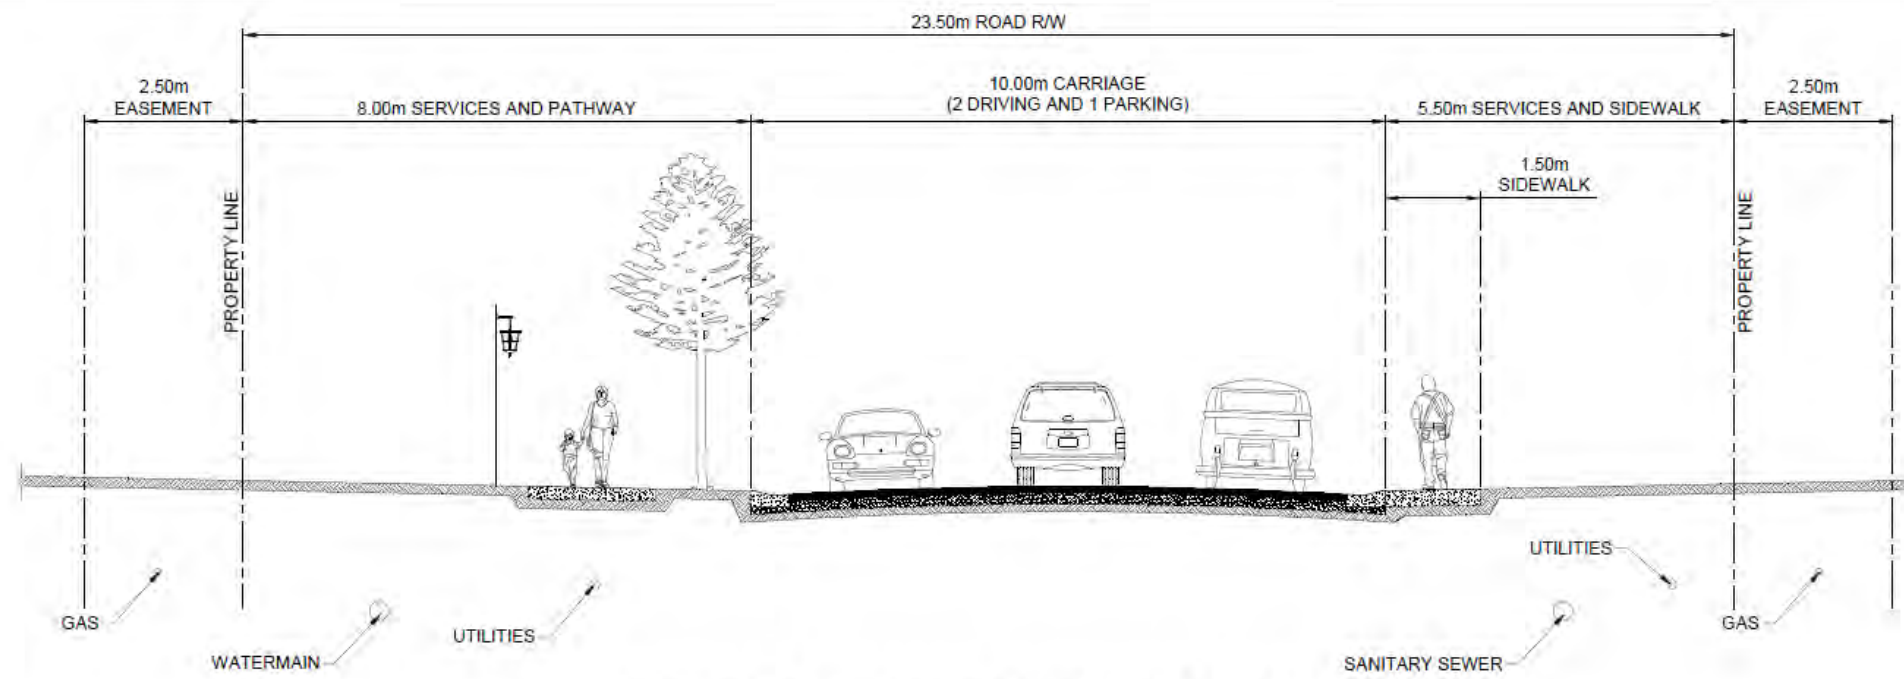 23.50m ROAD R/W
2.50m
EASEMENT
8.00m SERVICES AND PATHWAY
10.00m CARRIAGE
(2 DRIVING AND 1 PARKING)
5.50m SERVICES AND SIDEWALK
2.50m
EASEMENT
1.50m
SIDEWALK
PROPERTY LINE
PROPERTY LINE
GAS
WATERMAIN
UTILITIES
SANITARY SEWER
UTILITIES
GAS